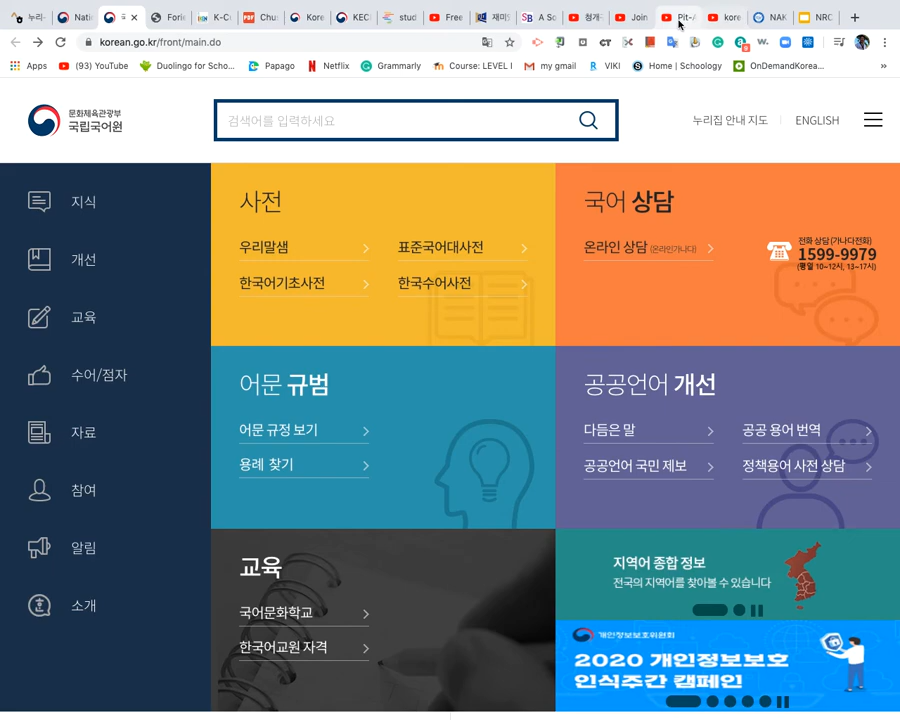 누리-
Nati
Forie
K-Cu
Chus
Kore
KEC
stud
Free
재미
A So
청개구
Join
Pit-A
kore
NAK
NRC
korean.go.kr/front/main.do
Apps
(93) YouTube
Duolingo for Scho...
Papago
Netflix
Grammarly
Course: LEVEL I
my gmail
VIKI
Home | Schoology
OnDemandKorea...
문화체육관광부
국립국어원
검색어를 입력하세요
누리집 안내 지도
ENGLISH
지식
개선
교육
수어/점자
자료
참여
알림
소개
사전
우리말샘
표준국어대사전
한국어기초사전
한국수어사전
국어 상담
온라인 상담 (온라인가나다)
전화 상담(가나다전화)
1599-9979
(평일 10~12시, 13~17시)
어문 규범
어문 규정 보기
용례 찾기
공공언어 개선
다듬은 말
공공 용어 번역
공공언어 국민 제보
정책용어 사전 상담
교육
국어문화학교
한국어교원 자격
지역어 종합 정보
전국의 지역어를 찾아볼 수 있습니다
개인정보보호위원회
2020 개인정보보호
인식주간 캠페인